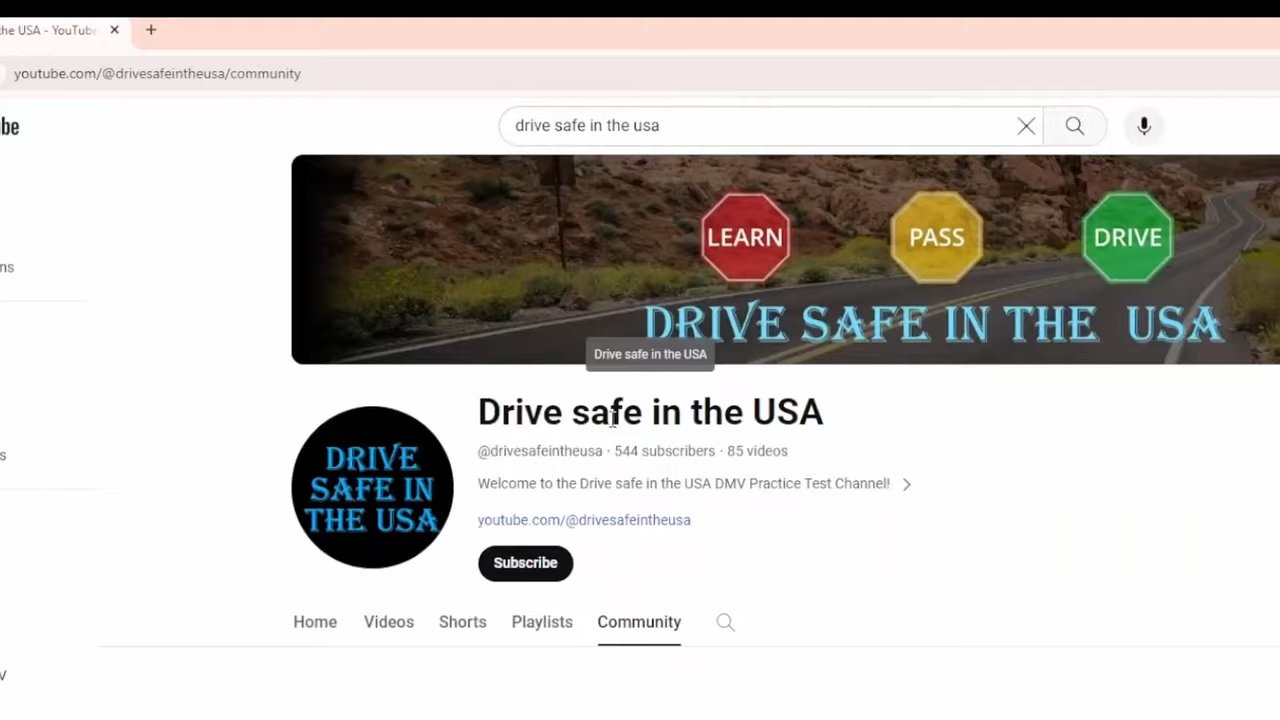 the USA - YouTub
youtube.com/@drivesafeintheusa/community
be
drive safe in the usa
LEARN
PASS
DRIVE
DRIVE SAFE IN THE USA
Drive safe in the USA
ns
Drive safe in the USA
@drivesafeintheusa · 544 subscribers · 85 videos
Welcome to the Drive safe in the USA DMV Practice Test Channel!
DRIVE
SAFE IN
THE USA
s
youtube.com/@drivesafeintheusa
Subscribe
Home Videos Shorts Playlists Community
V